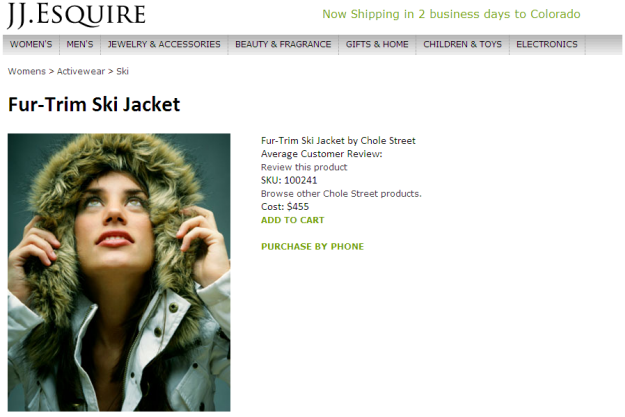 JJ.ESQUIRE
Now Shipping in 2 business days to Colorado
WOMEN'S MEN'S JEWELRY & ACCESSORIES BEAUTY & FRAGRANCE GIFTS & HOME CHILDREN & TOYS ELECTRONICS
Womens > Activewear > Ski
Fur-Trim Ski Jacket
Fur-Trim Ski Jacket by Chole Street
Average Customer Review:
Review this product
SKU: 100241
Browse other Chole Street products.
Cost: $455
ADD TO CART
PURCHASE BY PHONE